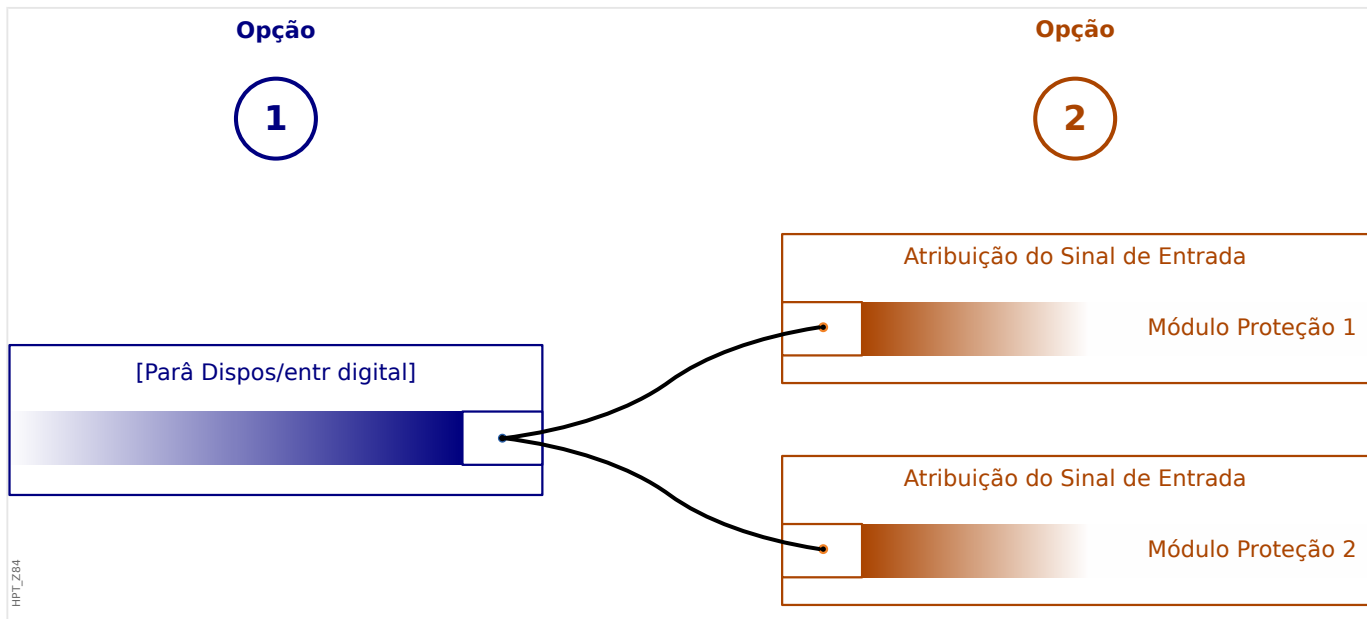 Opção
1
Opção
2
[Parâ Dispos/entr digital]
Atribuição do Sinal de Entrada
Módulo Proteção 1
Atribuição do Sinal de Entrada
Módulo Proteção 2
HPT_Z84